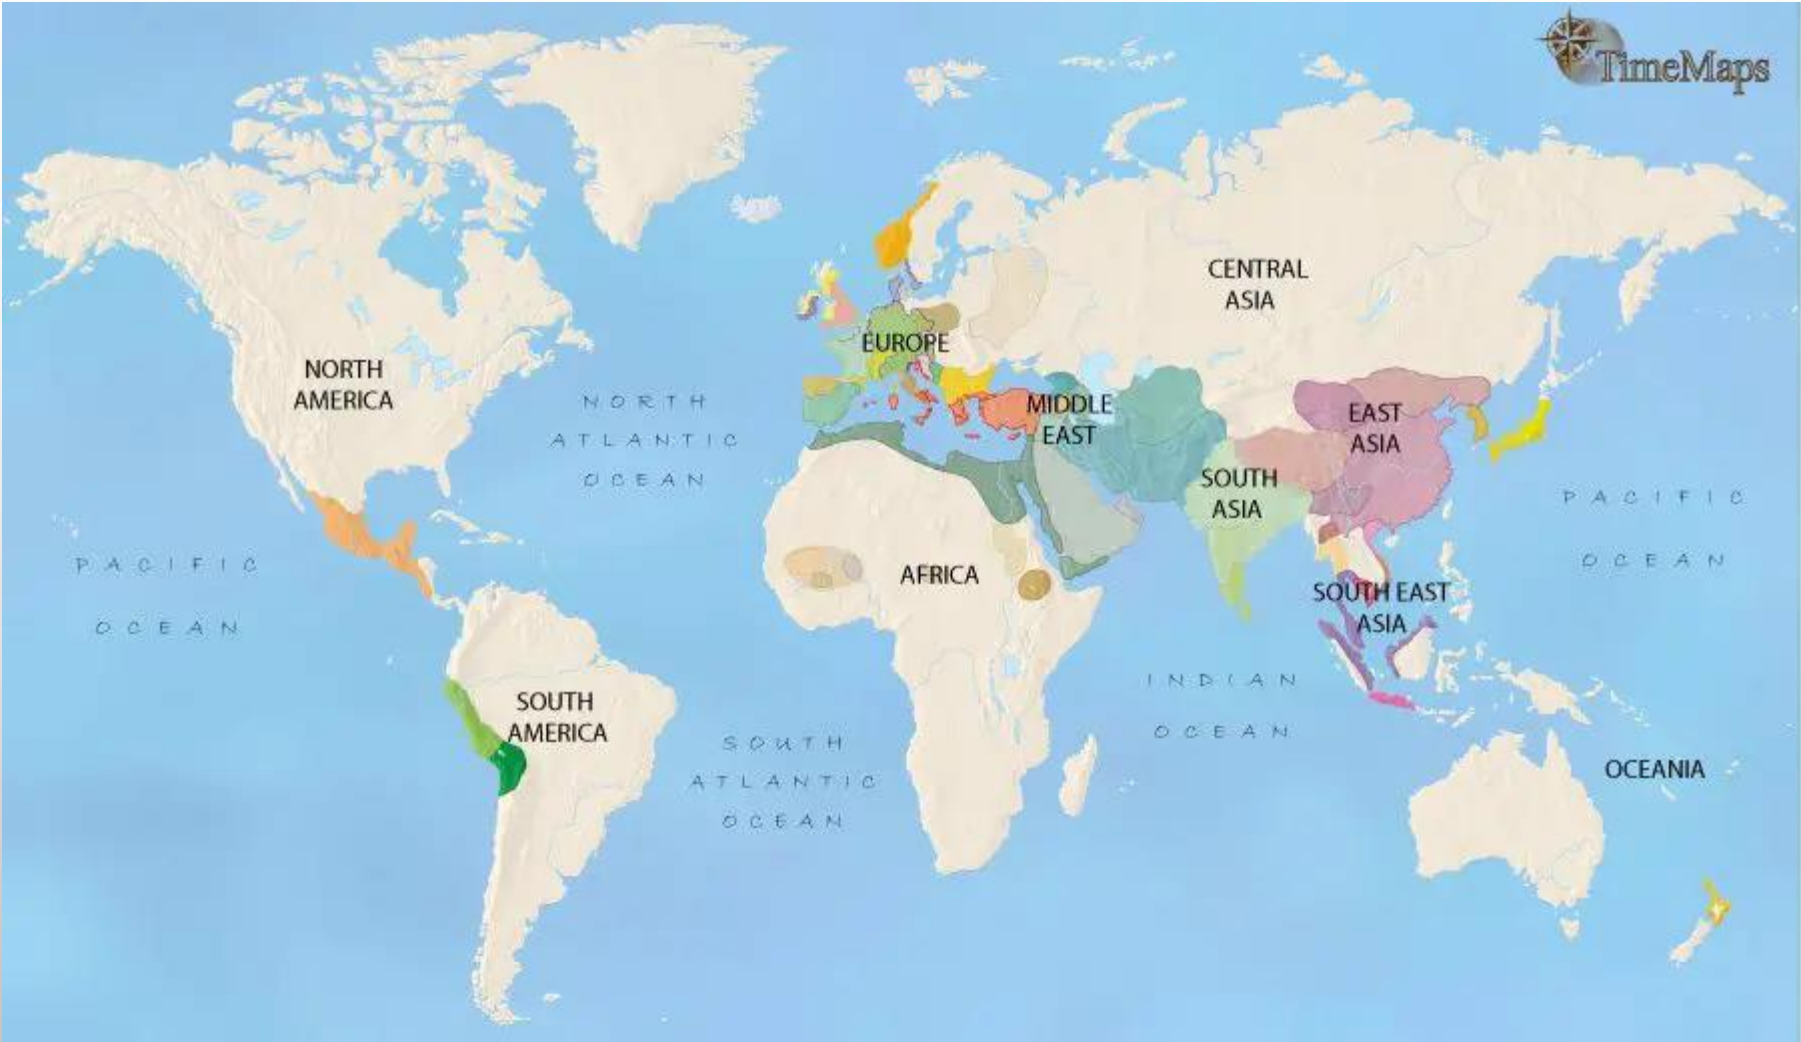 TimeMaps
CENTRAL
ASIA
EUROPE
NORTH
AMERICA
NORTH
ATLANTIC
OCEAN
MIDDLE
EAST
EAST
ASIA
SOUTH
ASIA
PACIFIC
OCEAN
PACIFIC
OCEAN
AFRICA
SOUTH EAST
ASIA
INDIAN
OCEAN
SOUTH
AMERICA
SOUTH
ATLANTIC
OCEAN
OCEANIA